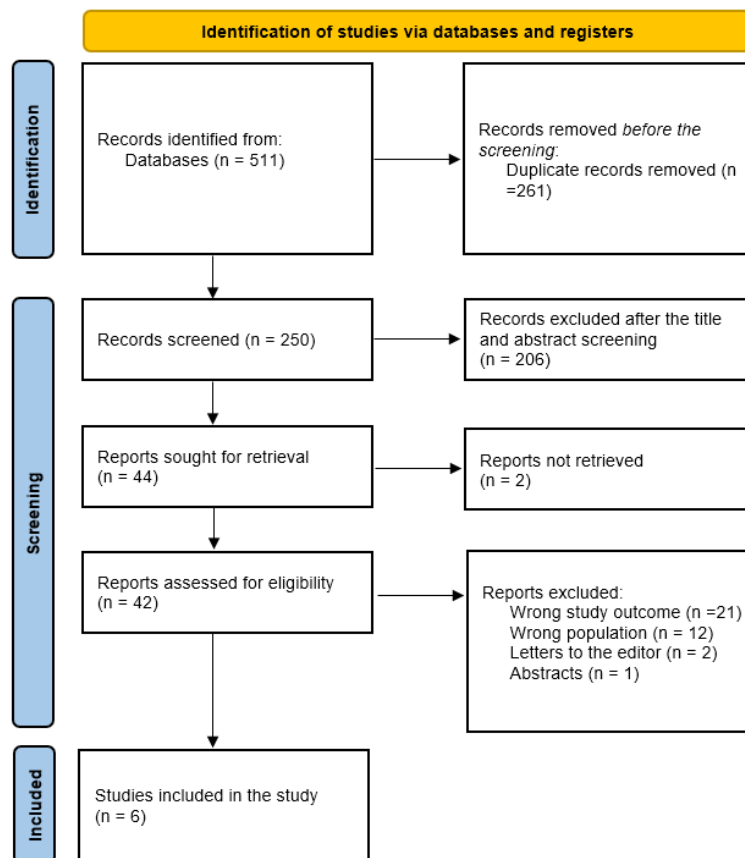 Identification of studies via databases and registers
Identification
Records identified from:
Databases (n = 511)
Records removed before the
screening:
Duplicate records removed (n
=261)
Screening
Records screened (n = 250)
Records excluded after the title
and abstract screening
(n = 206)
Reports sought for retrieval
(n = 44)
Reports not retrieved
(n = 2)
Reports assessed for eligibility
(n = 42)
Reports excluded:
Wrong study outcome (n =21)
Wrong population (n = 12)
Letters to the editor (n = 2)
Abstracts (n = 1)
Included
Studies included in the study
(n = 6)